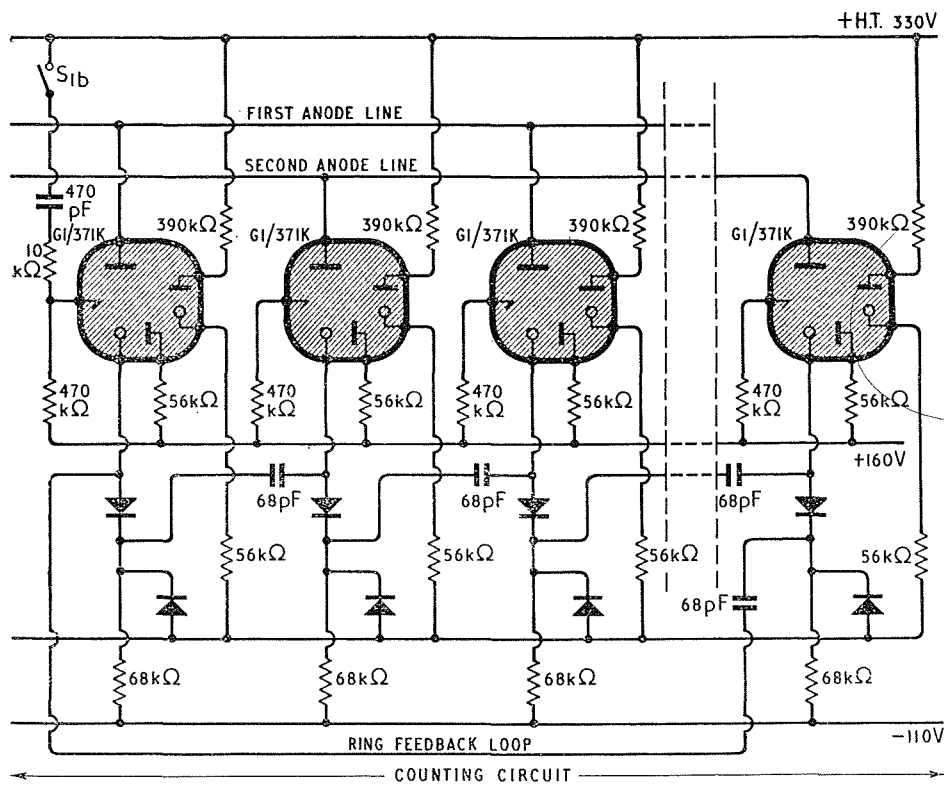 +H.T. 330V
S1b
FIRST ANODE LINE
SECOND ANODE LINE
470
pF
10
kΩ
G1/371K
390kΩ
G1/371K
390kΩ
G1/371K
390kΩ
G1/371K
390kΩ
470
kΩ
56kΩ
470
kΩ
56kΩ
470
kΩ
56kΩ
470
kΩ
56kΩ
+160V
68pF
68pF
68pF
56kΩ
56kΩ
56kΩ
56kΩ
68pF
68kΩ
68kΩ
68kΩ
68kΩ
-110V
RING FEEDBACK LOOP
COUNTING CIRCUIT